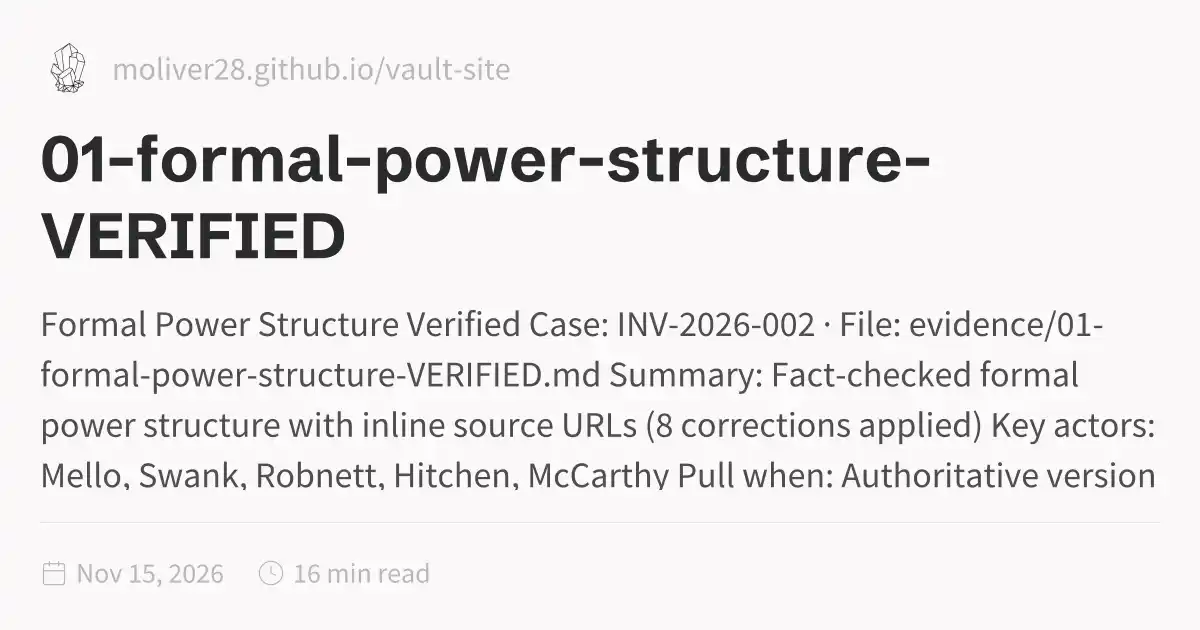 moliver28.github.io/vault-site
01-formal-power-structure-
VERIFIED
Formal Power Structure Verified Case: INV-2026-002 · File: evidence/01-
formal-power-structure-VERIFIED.md Summary: Fact-checked formal
power structure with inline source URLs (8 corrections applied) Key actors:
Mello, Swank, Robnett, Hitchen, McCarthy Pull when: Authoritative version
Nov 15, 2026
16 min read